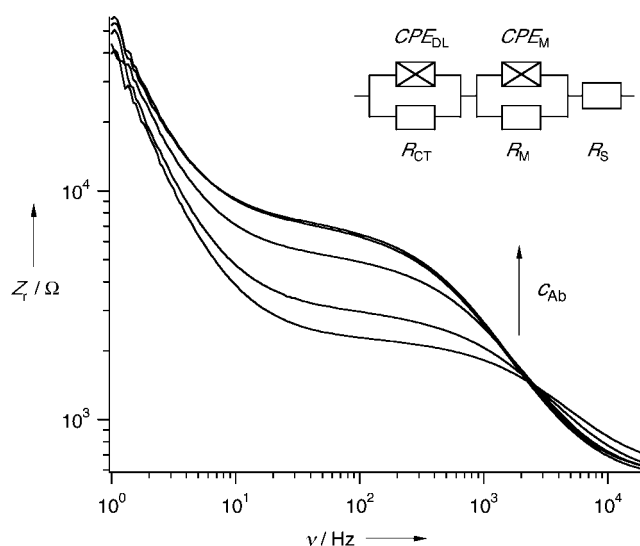 CPE_DL CPE_M
R_CT R_M R_S
10^4
Z_r / Ω
c_Ab
10^3
10^0 10^1 10^2 10^3 10^4
ν / Hz